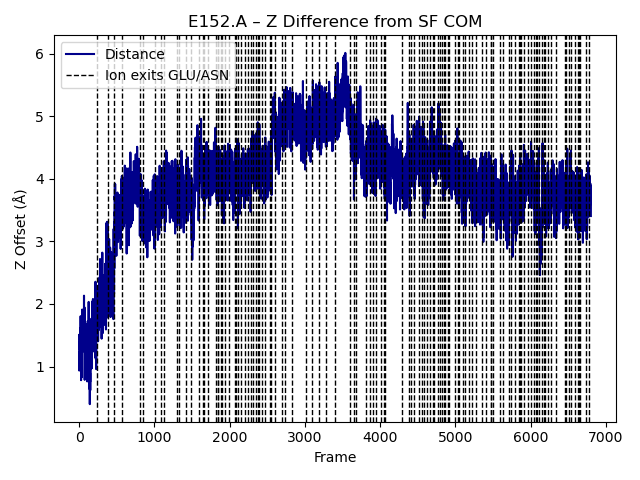 E152.A – Z Difference from SF COM
Distance
Ion exits GLU/ASN
Z Offset (Å)
6
5
4
3
2
1
0 1000 2000 3000 4000 5000 6000 7000
Frame